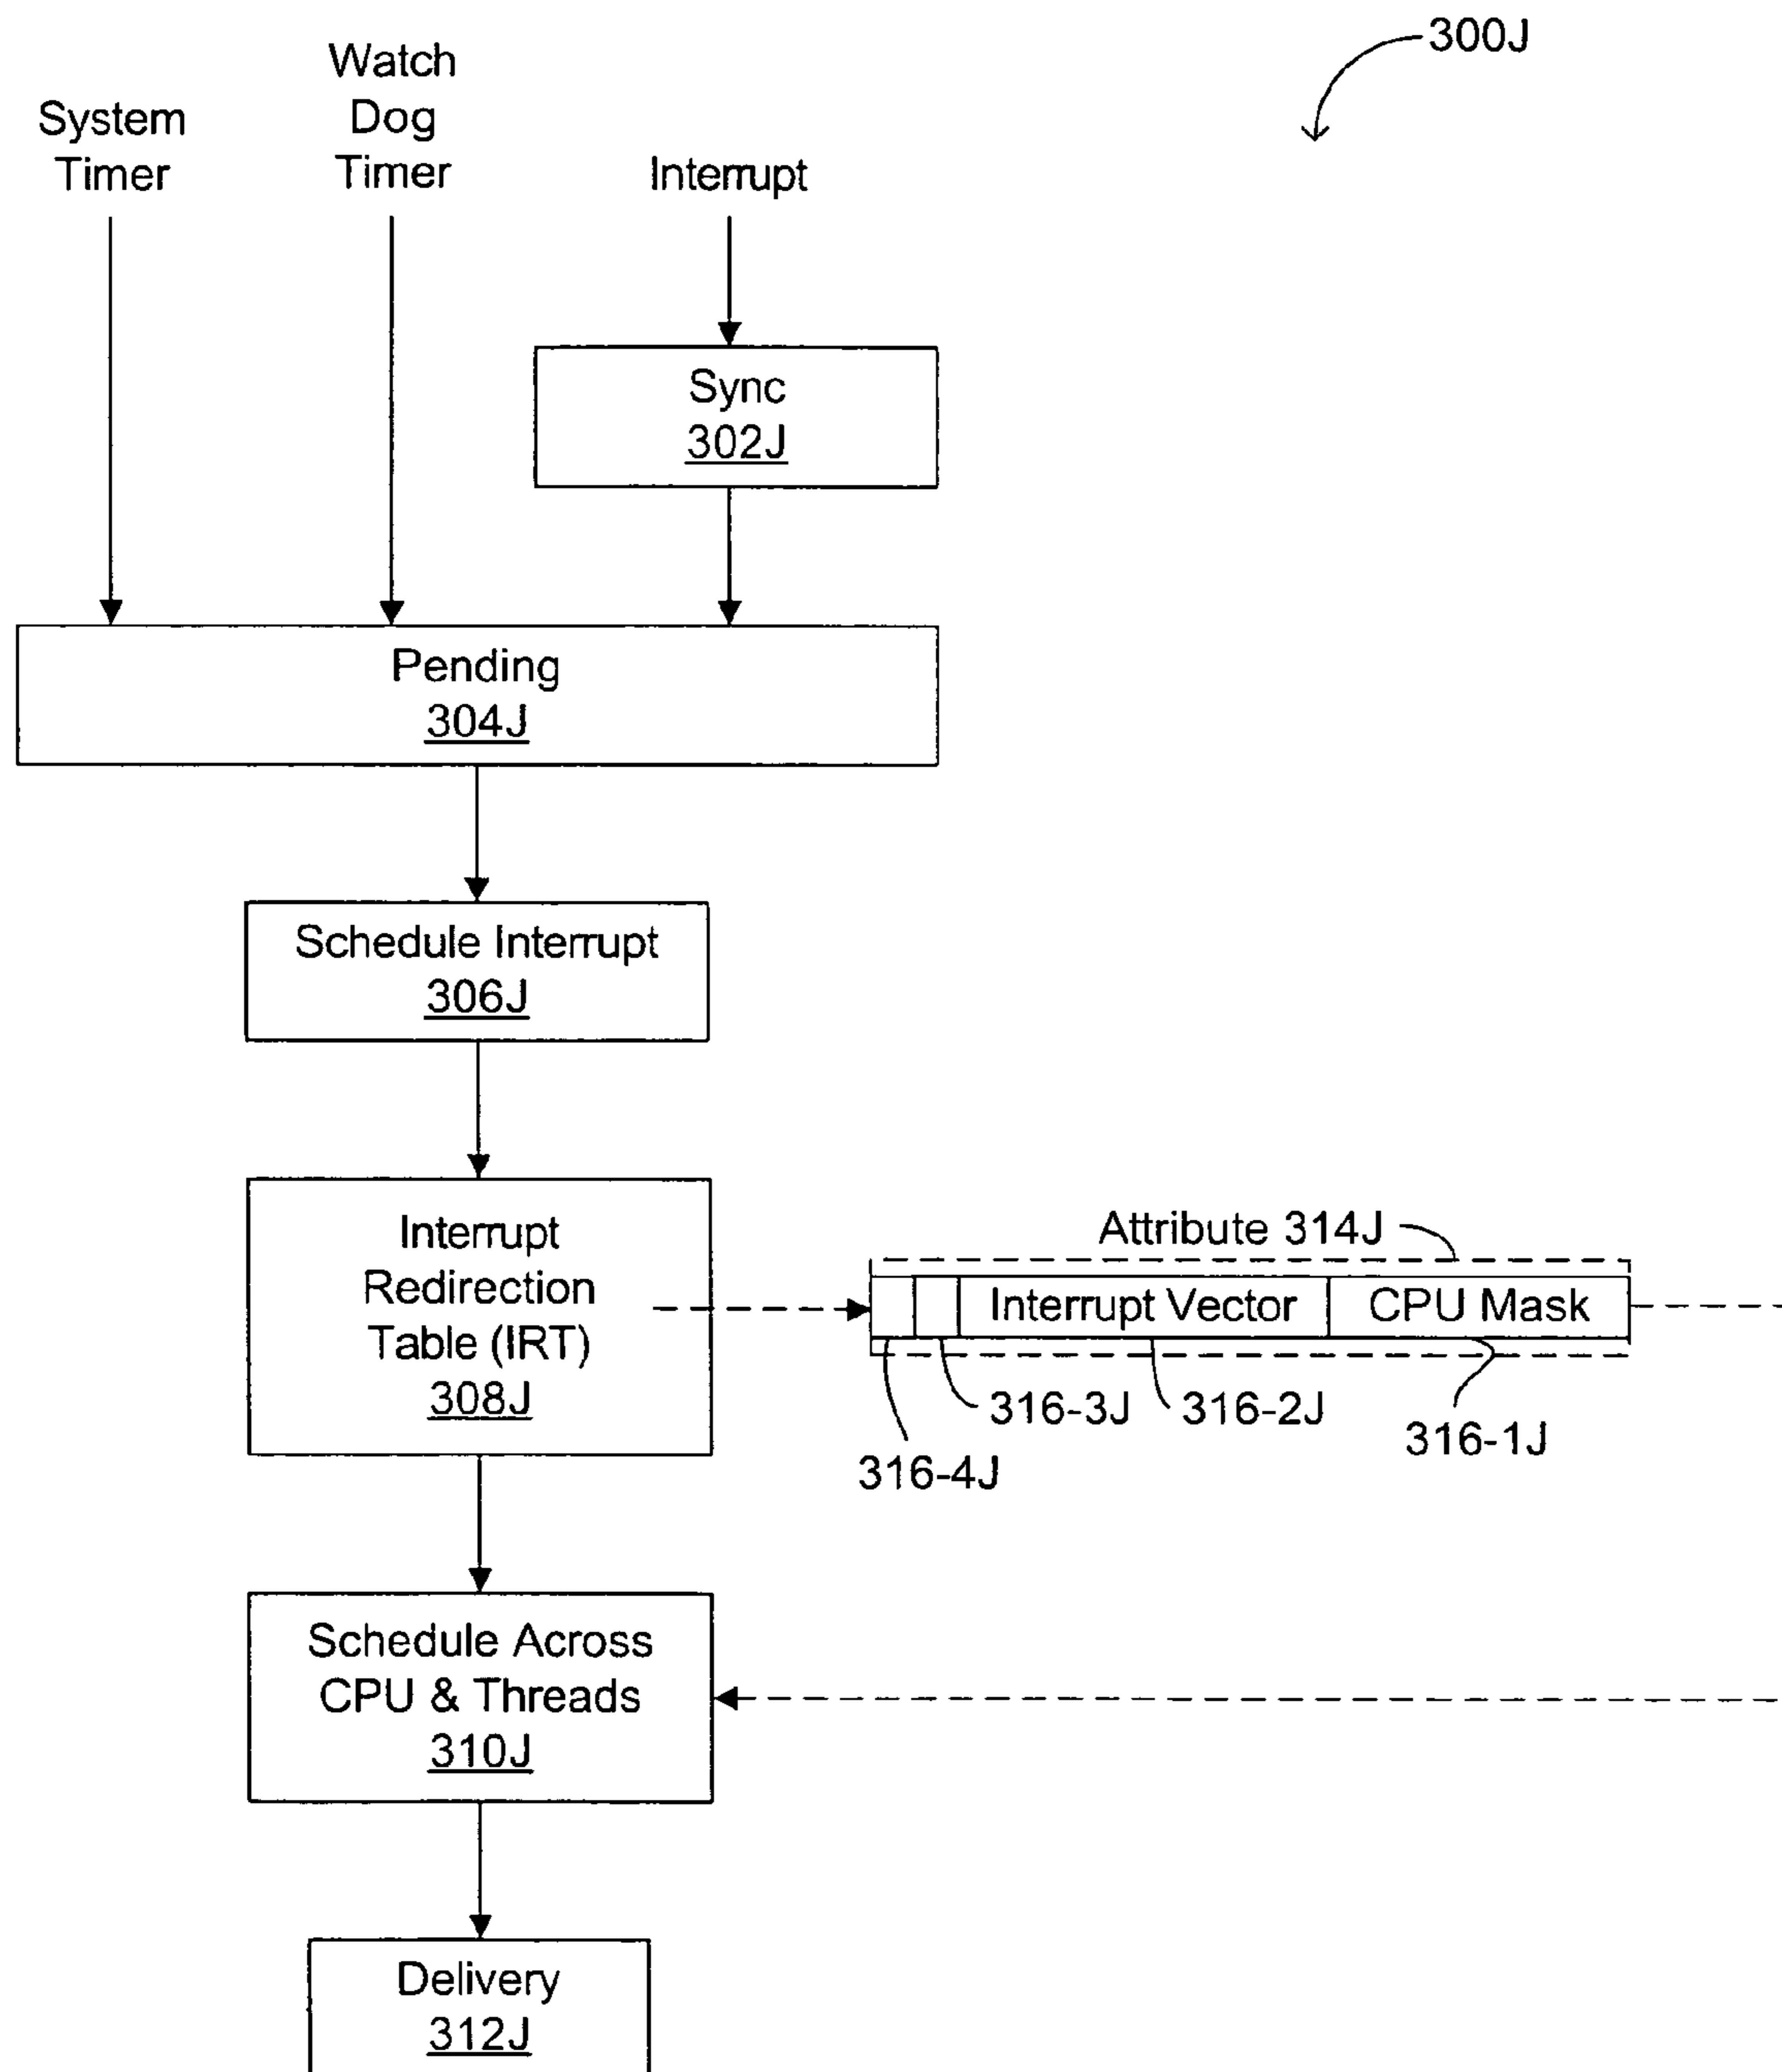 300J
System
Timer
Watch
Dog
Timer
Interrupt
Sync
302J
Pending
304J
Schedule Interrupt
306J
Interrupt
Redirection
Table (IRT)
308J
Attribute 314J
Interrupt Vector
CPU Mask
316-4J
316-3J
316-2J
316-1J
Schedule Across
CPU & Threads
310J
Delivery
312J